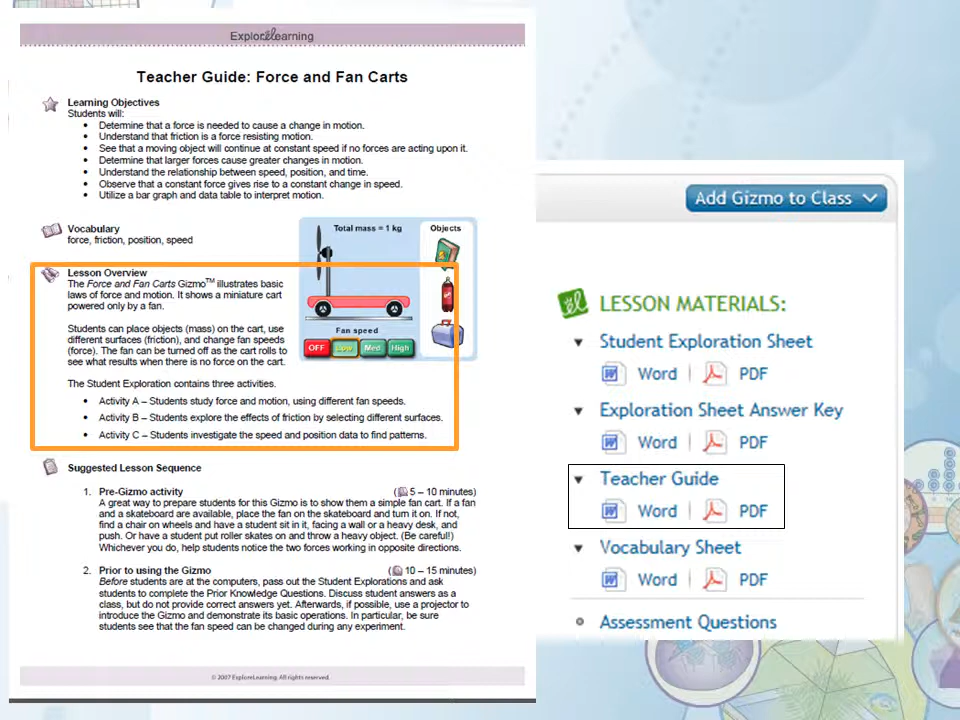 ExploreLearning
Teacher Guide: Force and Fan Carts
Learning Objectives
Students will:
• Determine that a force is needed to cause a change in motion.
• Understand that friction is a force resisting motion.
• See that a moving object will continue at constant speed if no forces are acting upon it.
• Determine that larger forces cause greater changes in motion.
• Understand the relationship between speed, position, and time.
• Observe that a constant force gives rise to a constant change in speed.
• Utilize a bar graph and data table to interpret motion.
Vocabulary
force, friction, position, speed
Total mass = 1 kg
Objects
Fan speed
OFF Low Med High
Lesson Overview
The Force and Fan Carts Gizmo™ illustrates basic
laws of force and motion. It shows a miniature cart
powered only by a fan.
Students can place objects (mass) on the cart, use
different surfaces (friction), and change fan speeds
(force). The fan can be turned off as the cart rolls to
see what results when there is no force on the cart.
The Student Exploration contains three activities.
• Activity A – Students study force and motion, using different fan speeds.
• Activity B – Students explore the effects of friction by selecting different surfaces.
• Activity C – Students investigate the speed and position data to find patterns.
Suggested Lesson Sequence
1. Pre-Gizmo activity (5 – 10 minutes)
A great way to prepare students for this Gizmo is to show them a simple fan cart. If a fan
and a skateboard are available, place the fan on the skateboard and turn it on. If not,
find a chair on wheels and have a student sit in it, facing a wall or a heavy desk, and
push. Or have a student put roller skates on and throw a heavy object. (Be careful!)
Whichever you do, help students notice the two forces working in opposite directions.
2. Prior to using the Gizmo (10 – 15 minutes)
Before students are at the computers, pass out the Student Explorations and ask
students to complete the Prior Knowledge Questions. Discuss student answers as a
class, but do not provide correct answers yet. Afterwards, if possible, use a projector to
introduce the Gizmo and demonstrate its basic operations. In particular, be sure
students see that the fan speed can be changed during any experiment.
© 2007 ExploreLearning. All rights reserved.
Add Gizmo to Class
LESSON MATERIALS:
Student Exploration Sheet
Word | PDF
Exploration Sheet Answer Key
Word | PDF
Teacher Guide
Word | PDF
Vocabulary Sheet
Word | PDF
Assessment Questions